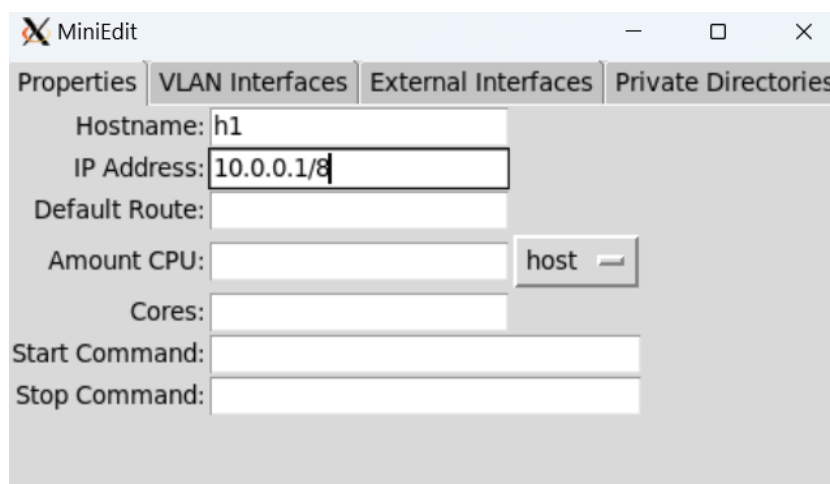 MiniEdit
Properties VLAN Interfaces External Interfaces Private Directories
Hostname: h1
IP Address: 10.0.0.1/8
Default Route:
Amount CPU: host
Cores:
Start Command:
Stop Command: